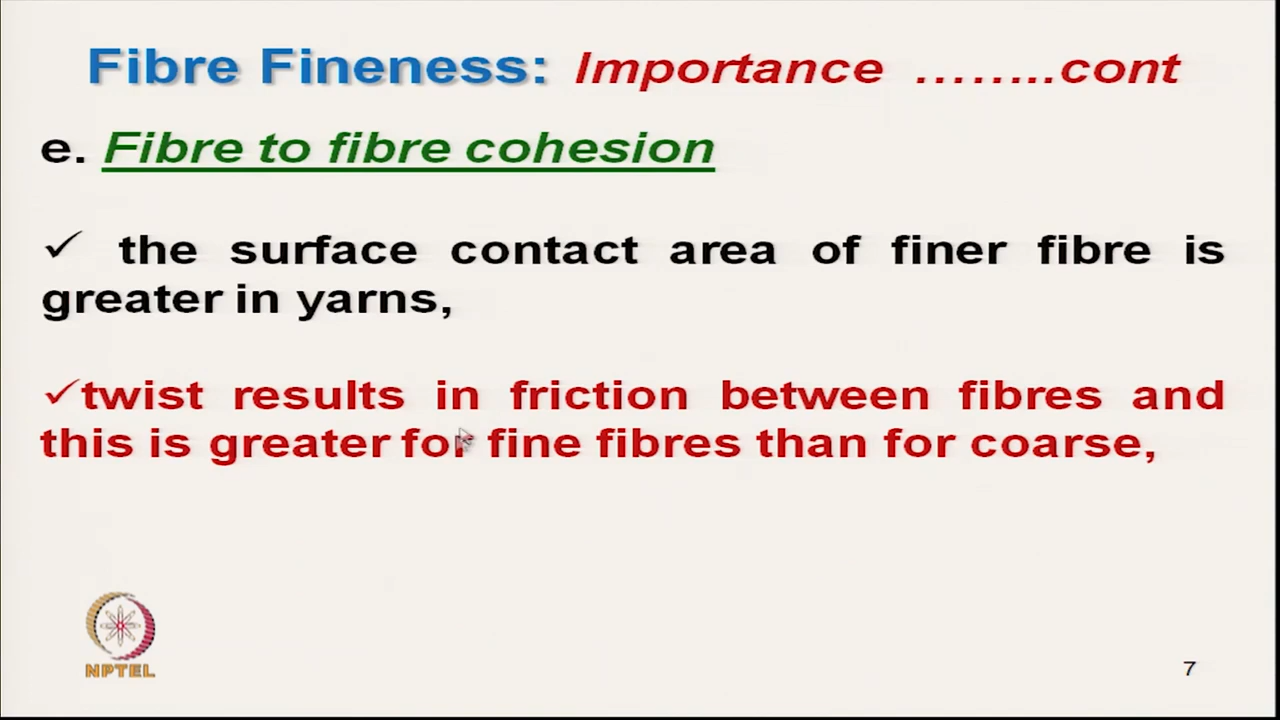 Fibre Fineness: Importance ........cont
e. Fibre to fibre cohesion
✓ the surface contact area of finer fibre is
greater in yarns,
✓twist results in friction between fibres and
this is greater for fine fibres than for coarse,
NPTEL
7